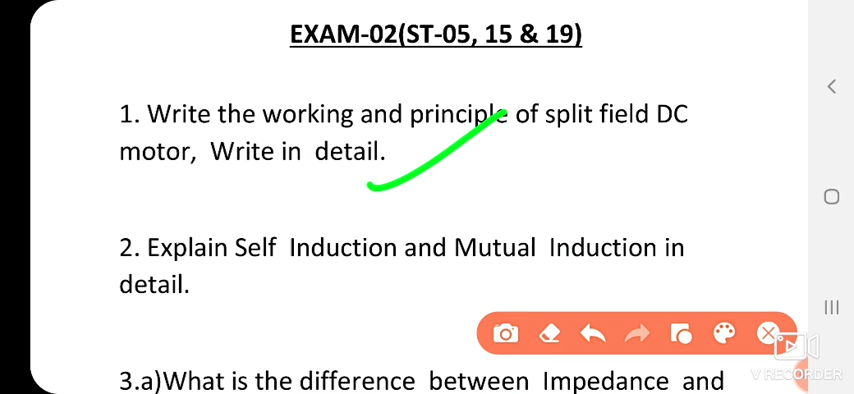 EXAM-02(ST-05, 15 & 19)
1. Write the working and principle of split field DC
motor, Write in detail.
2. Explain Self Induction and Mutual Induction in
detail.
3.a)What is the difference between Impedance and
V RECORDER